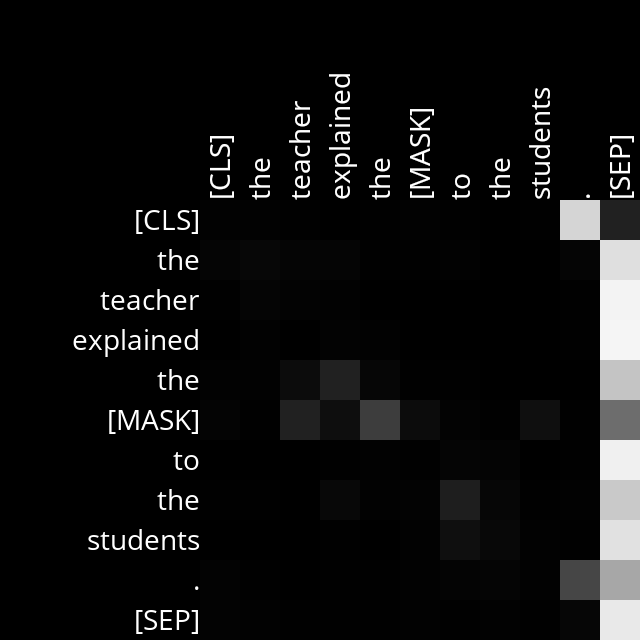 [CLS] the teacher explained the [MASK] to the students . [SEP]
[CLS]
the
teacher
explained
the
[MASK]
to
the
students
.
[SEP]